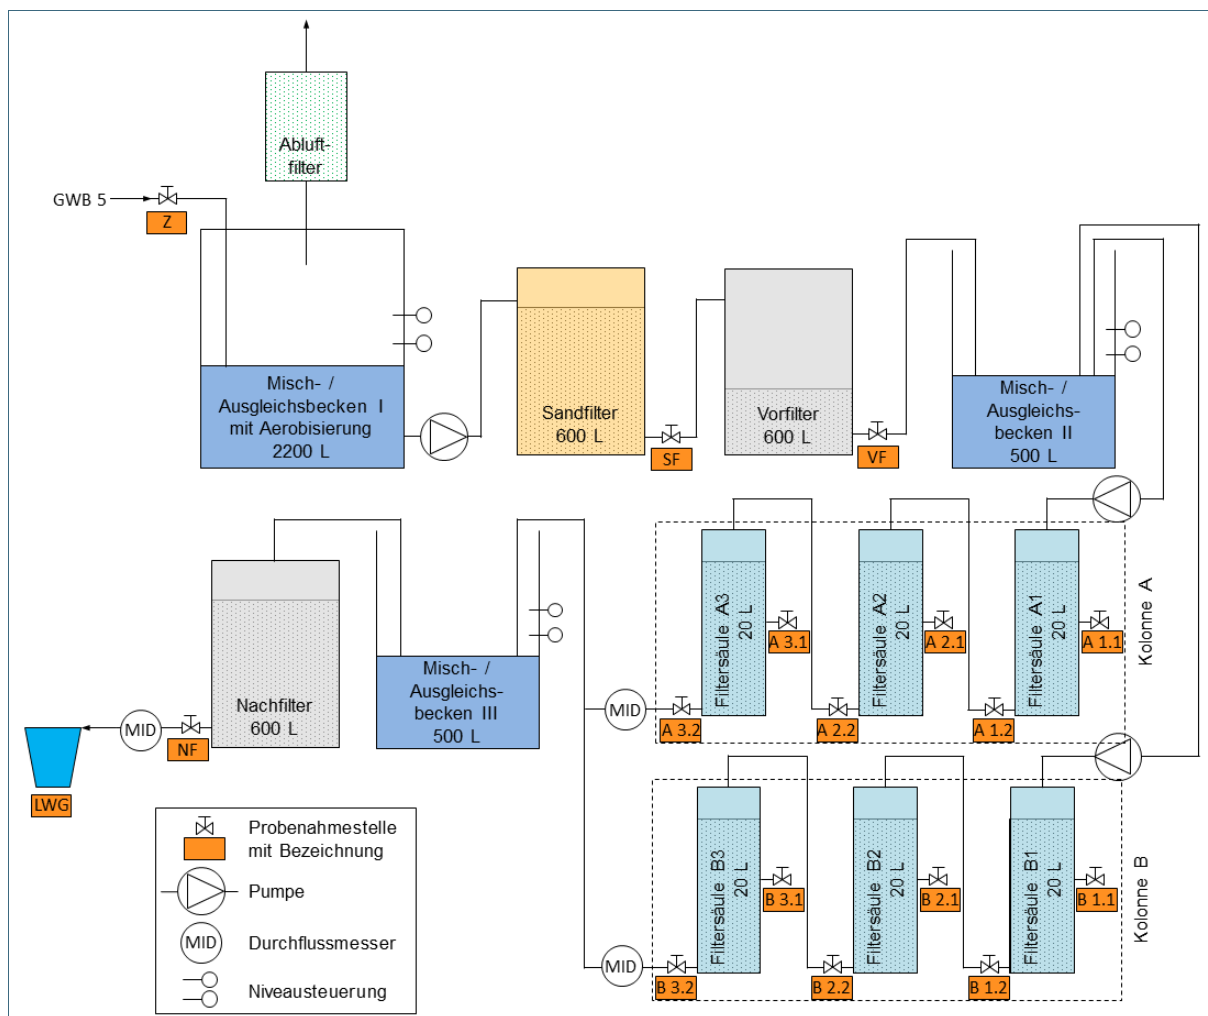 Abluft-
filter
GWB 5
Z
Misch- /
Ausgleichsbecken I
mit Aerobisierung
2200 L
Sandfilter
600 L
SF
Vorfilter
600 L
VF
Misch- /
Ausgleichs-
becken II
500 L
Filtersäule A3
20 L
A 3.1
A 3.2
Filtersäule A2
20 L
A 2.1
A 2.2
Filtersäule A1
20 L
A 1.1
A 1.2
Kolonne A
MID
Misch- /
Ausgleichs-
becken III
500 L
Nachfilter
600 L
NF
MID
LWG
Filtersäule B3
20 L
B 3.1
B 3.2
Filtersäule B2
20 L
B 2.1
B 2.2
Filtersäule B1
20 L
B 1.1
B 1.2
Kolonne B
MID
Probenahmestelle
mit Bezeichnung
Pumpe
MID
Durchflussmesser
Niveausteuerung